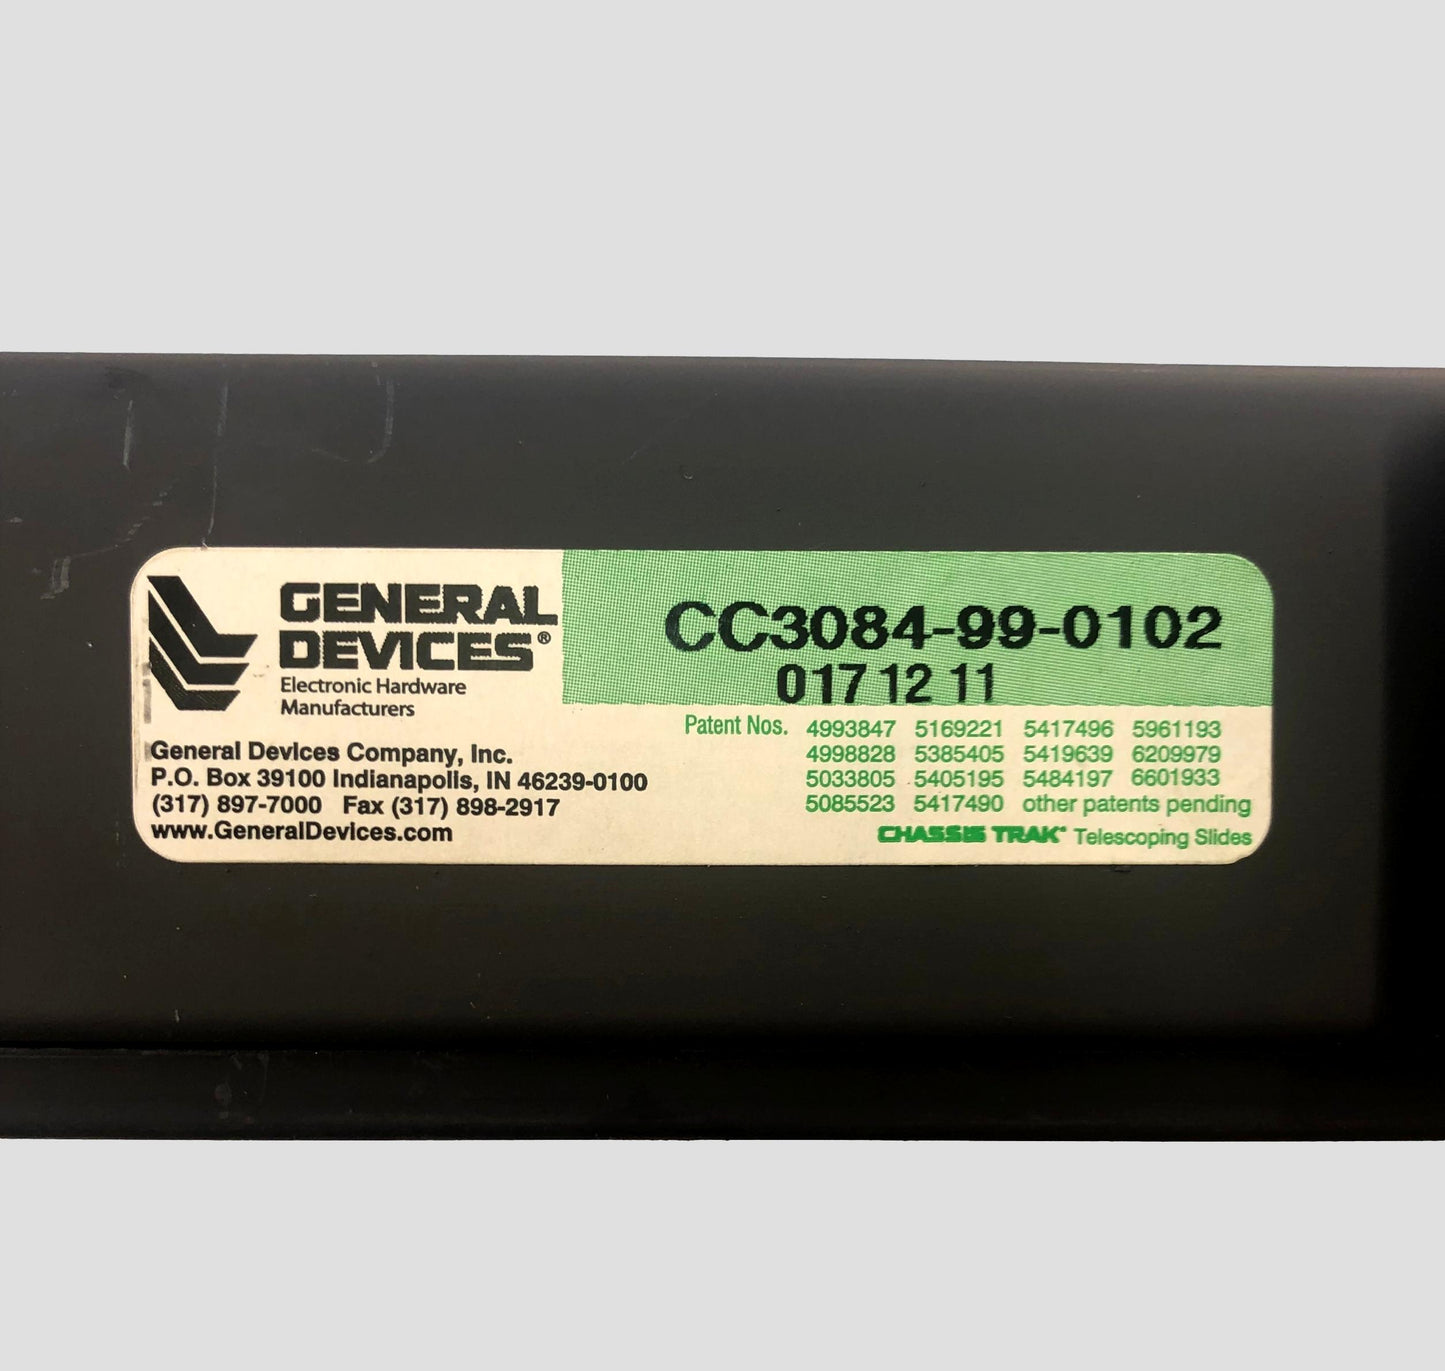 GENERAL
DEVICES®
Electronic Hardware
Manufacturers
General Devices Company, Inc.
P.O. Box 39100 Indianapolis, IN 46239-0100
(317) 897-7000 Fax (317) 898-2917
www.GeneralDevices.com
CC3084-99-0102
017 12 11
Patent Nos. 4993847 5169221 5417496 5961193
4998828 5385405 5419639 6209979
5033805 5405195 5484197 6601933
5085523 5417490 other patents pending
CHASSIS TRAK® Telescoping Slides